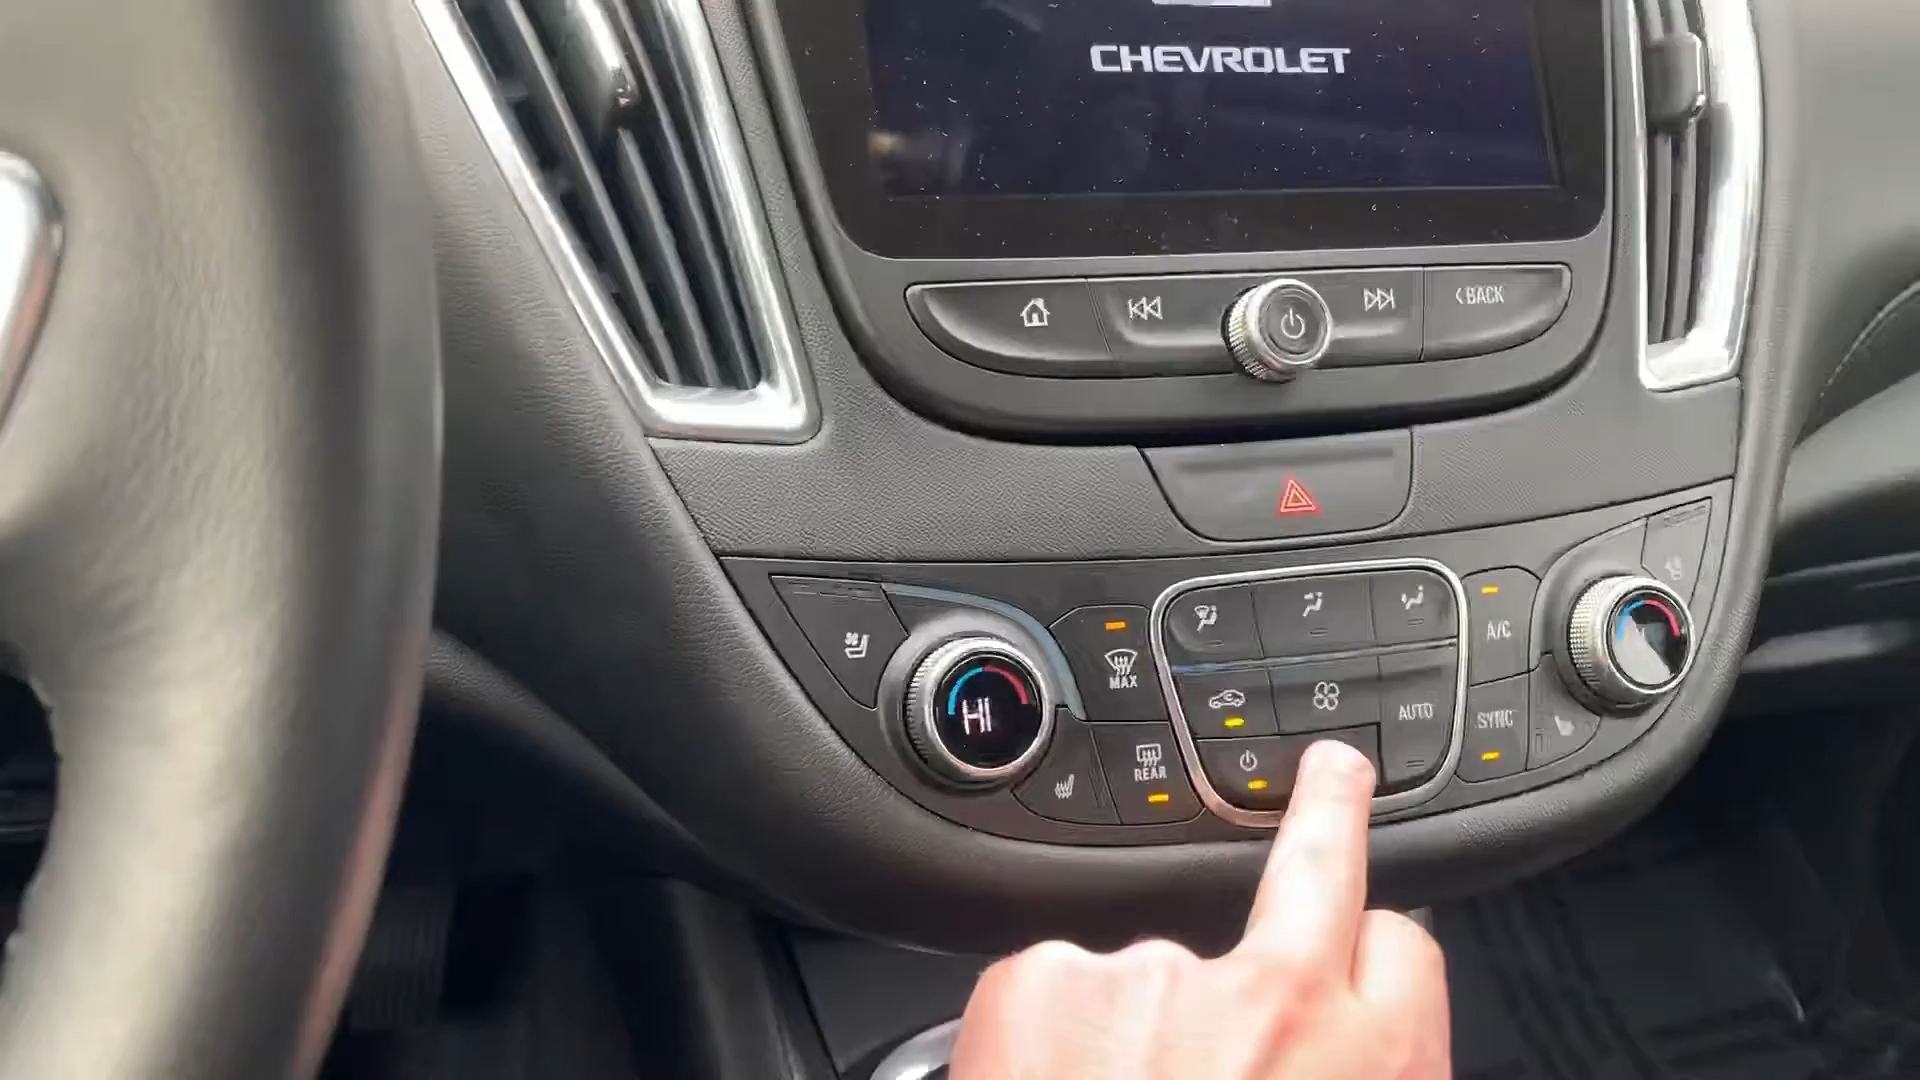 CHEVROLET
< BACK
HI
MAX
REAR
AUTO
A/C
SYNC